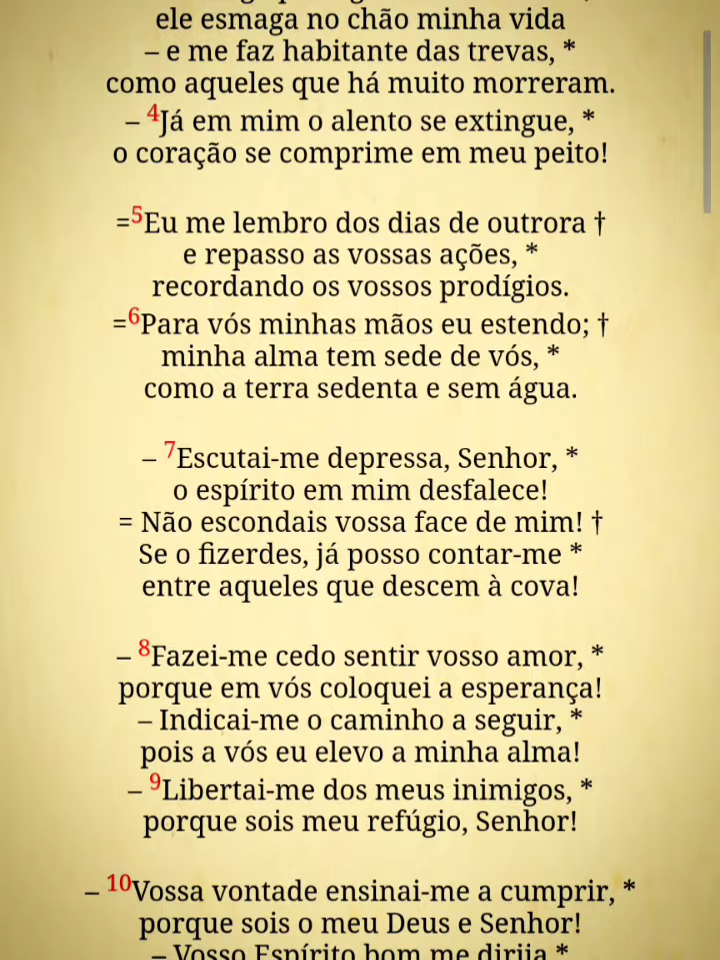 ele esmaga no chão minha vida
– e me faz habitante das trevas, *
como aqueles que há muito morreram.
– 4Já em mim o alento se extingue, *
o coração se comprime em meu peito!
=5Eu me lembro dos dias de outrora †
e repasso as vossas ações, *
recordando os vossos prodígios.
=6Para vós minhas mãos eu estendo; †
minha alma tem sede de vós, *
como a terra sedenta e sem água.
– 7Escutai-me depressa, Senhor, *
o espírito em mim desfalece!
= Não escondais vossa face de mim! †
Se o fizerdes, já posso contar-me *
entre aqueles que descem à cova!
– 8Fazei-me cedo sentir vosso amor, *
porque em vós coloquei a esperança!
– Indicai-me o caminho a seguir, *
pois a vós eu elevo a minha alma!
– 9Libertai-me dos meus inimigos, *
porque sois meu refúgio, Senhor!
– 10Vossa vontade ensinai-me a cumprir, *
porque sois o meu Deus e Senhor!
– Vosso Espírito bom me dirija *